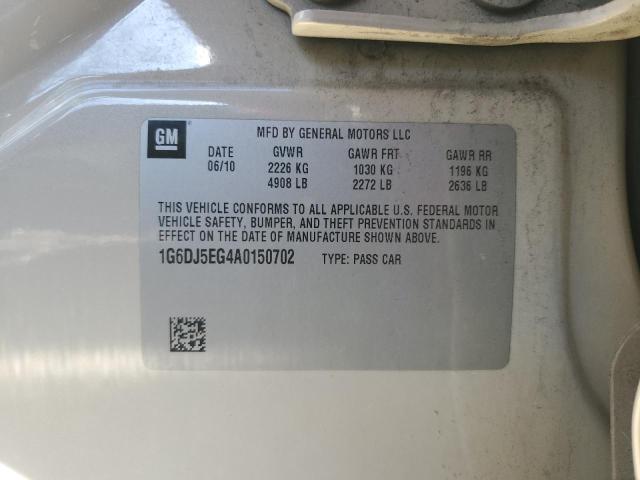 GM
MFD BY GENERAL MOTORS LLC
DATE GVWR GAWR FRT GAWR RR
06/10 2226 KG 1030 KG 1196 KG
4908 LB 2272 LB 2636 LB
THIS VEHICLE CONFORMS TO ALL APPLICABLE U.S. FEDERAL MOTOR
VEHICLE SAFETY, BUMPER, AND THEFT PREVENTION STANDARDS IN
EFFECT ON THE DATE OF MANUFACTURE SHOWN ABOVE.
1G6DJ5EG4A0150702 TYPE: PASS CAR